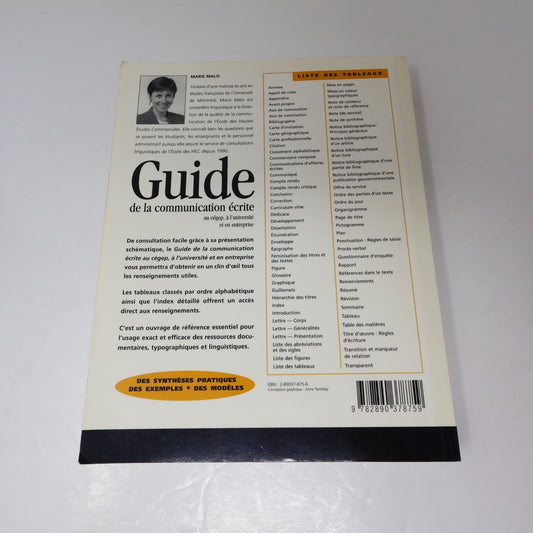 MARIE MALO
Titulaire d'une maîtrise ès arts en
études françaises de l'Université
de Montréal, Marie Malo est
conseillère linguistique à la Direc-
tion de la communication de
l'École des Hautes
Études Commerciales. Elle connaît bien les questions que
se posent les étudiants, les enseignants et le personnel
administratif puisqu'elle assure le service de consultations
linguistiques de l'École des HEC depuis 1990.
Guide
de la communication écrite
au cégep, à l'université
et en entreprise
De consultation facile grâce à sa présentation
schématique, le Guide de la communication
écrite au cégep, à l'université et en entreprise
vous permettra d'obtenir en un clin d'œil tous
les renseignements utiles.
Les tableaux classés par ordre alphabétique
ainsi que l'index détaillé offrent un accès
direct aux renseignements.
C'est un ouvrage de référence essentiel pour
l'usage exact et efficace des ressources docu-
mentaires, typographiques et linguistiques.
DES SYNTHÈSES PRATIQUES
DES EXEMPLES • DES MODÈLES
LISTE DES TABLEAUX
Annexe
Appel de note
Appendice
Avant-propos
Avis de convocation
Avis de nomination
Bibliographie
Carte d'invitation
Carte géographique
Carte professionnelle
Citation
Classement alphabétique
Commentaire composé
Communications d'affaires
écrites
Communiqué
Compte rendu
Compte rendu critique
Conclusion
Correction
Curriculum vitæ
Dédicace
Développement
Dissertation
Énumération
Enveloppe
Épigraphe
Féminisation des titres et
des textes
Figure
Glossaire
Graphique
Guillemets
Hiérarchie des titres
Index
Introduction
Lettre — Corps
Lettre — Généralités
Lettre — Présentation
Liste des abréviations
et des sigles
Liste des figures
Liste des tableaux
Mise en pages
Mises en valeur
typographiques
Note de contenu
et note de référence
Note (de service)
Note de synthèse
Notice bibliographique :
Principes généraux
Notice bibliographique
d'un article
Notice bibliographique
d'un livre
Notice bibliographique d'une
partie de livre
Notice bibliographique d'une
publication gouvernementale
Offre de service
Ordre des parties d'un texte
Ordre du jour
Organigramme
Page de titre
Pictogramme
Plan
Ponctuation : Règles de saisie
Procès-verbal
Questionnaire d'enquête
Rapport
Références dans le texte
Remerciements
Résumé
Révision
Sommaire
Tableau
Table des matières
Titre d'œuvre : Règles
d'écriture
Transition et marqueur
de relation
Transparent
ISBN : 2-89037-875-6
Conception graphique : Anne Tremblay
9 782890 378759